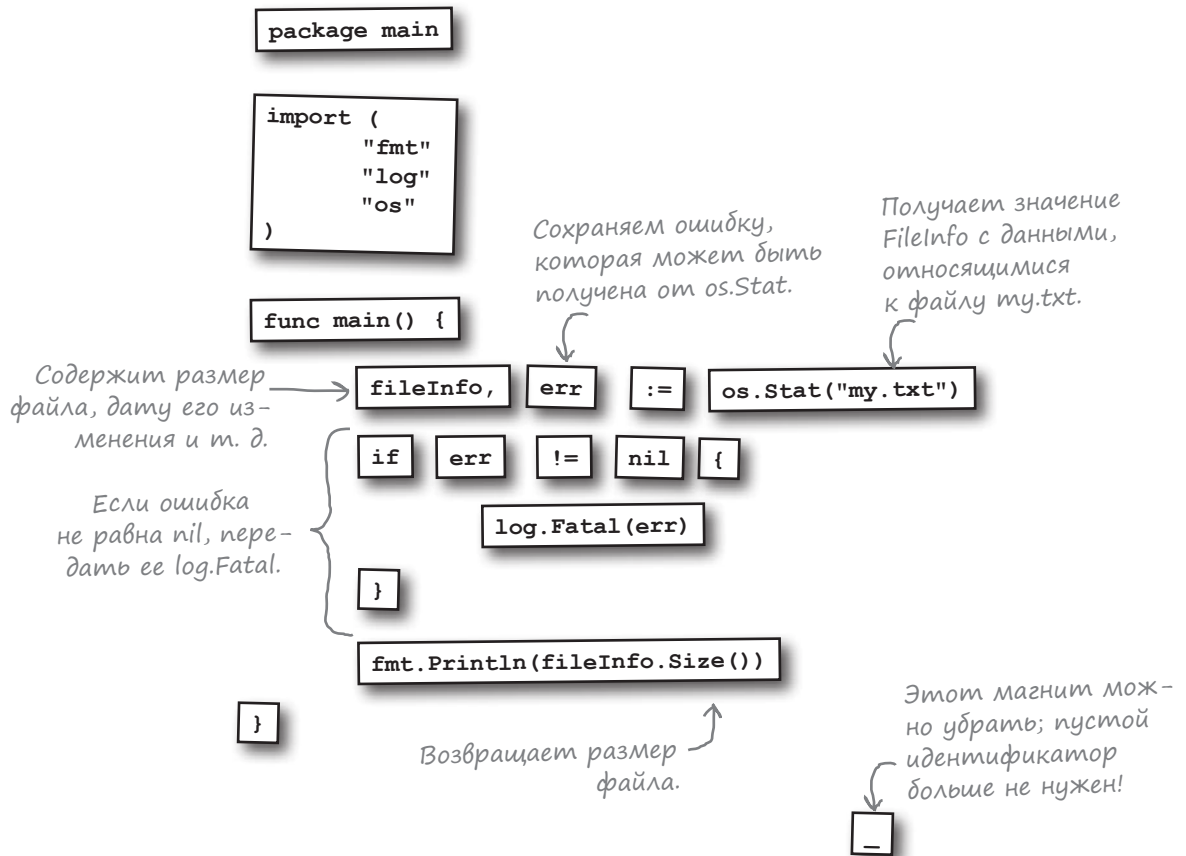 package main
import (
"fmt"
"log"
"os"
)
Сохраняем ошибку,
которая может быть
получена от os.Stat.
Получает значение
FileInfo с данными,
относящимися
к файлу my.txt.
func main() {
Содержит размер
файла, дату его из-
менения и т. д.
fileInfo, err := os.Stat("my.txt")
if err != nil {
Если ошибка
не равна nil, пере-
дать ее log.Fatal.
log.Fatal(err)
}
fmt.Println(fileInfo.Size())
}
Возвращает размер
файла.
Этот магнит мож-
но убрать; пустой
идентификатор
больше не нужен!
_